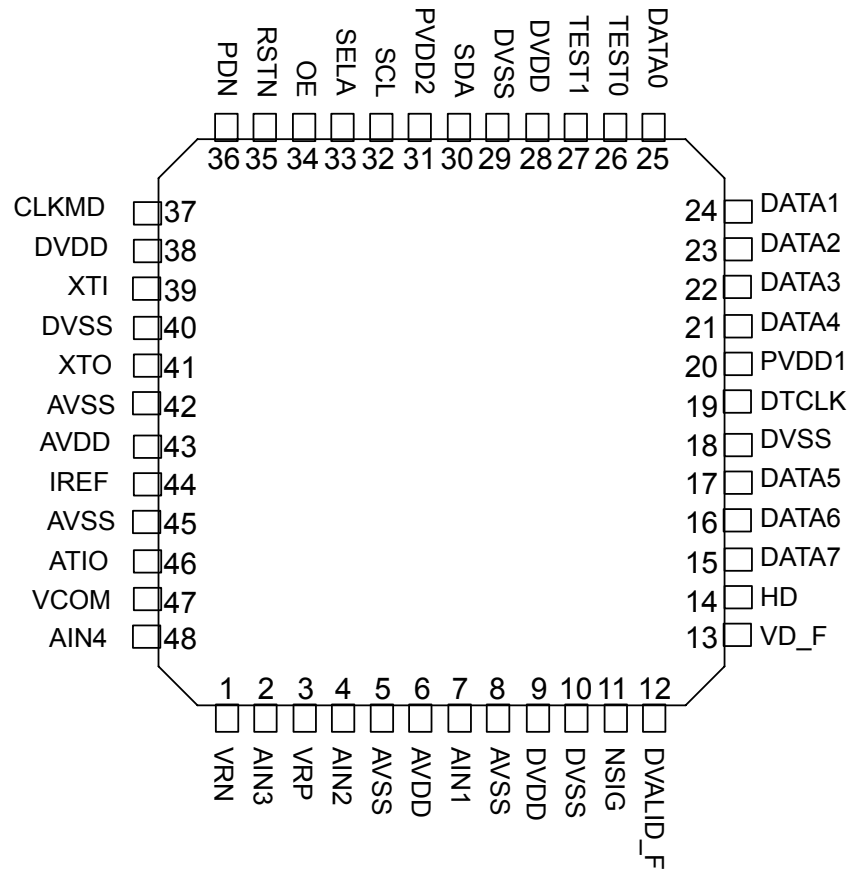 PDN RSTN OE SELA SCL PVDD2 SDA DVSS DVDD TEST1 TEST0 DATA0
36 35 34 33 32 31 30 29 28 27 26 25
CLKMD 37 24 DATA1
DVDD 38 23 DATA2
XTI 39 22 DATA3
DVSS 40 21 DATA4
XTO 41 20 PVDD1
AVSS 42 19 DTCLK
AVDD 43 18 DVSS
IREF 44 17 DATA5
AVSS 45 16 DATA6
ATIO 46 15 DATA7
VCOM 47 14 HD
AIN4 48 13 VD_F
1 2 3 4 5 6 7 8 9 10 11 12
VRN AIN3 VRP AIN2 AVSS AVDD AIN1 AVSS DVDD DVSS NSIG DVALID_F